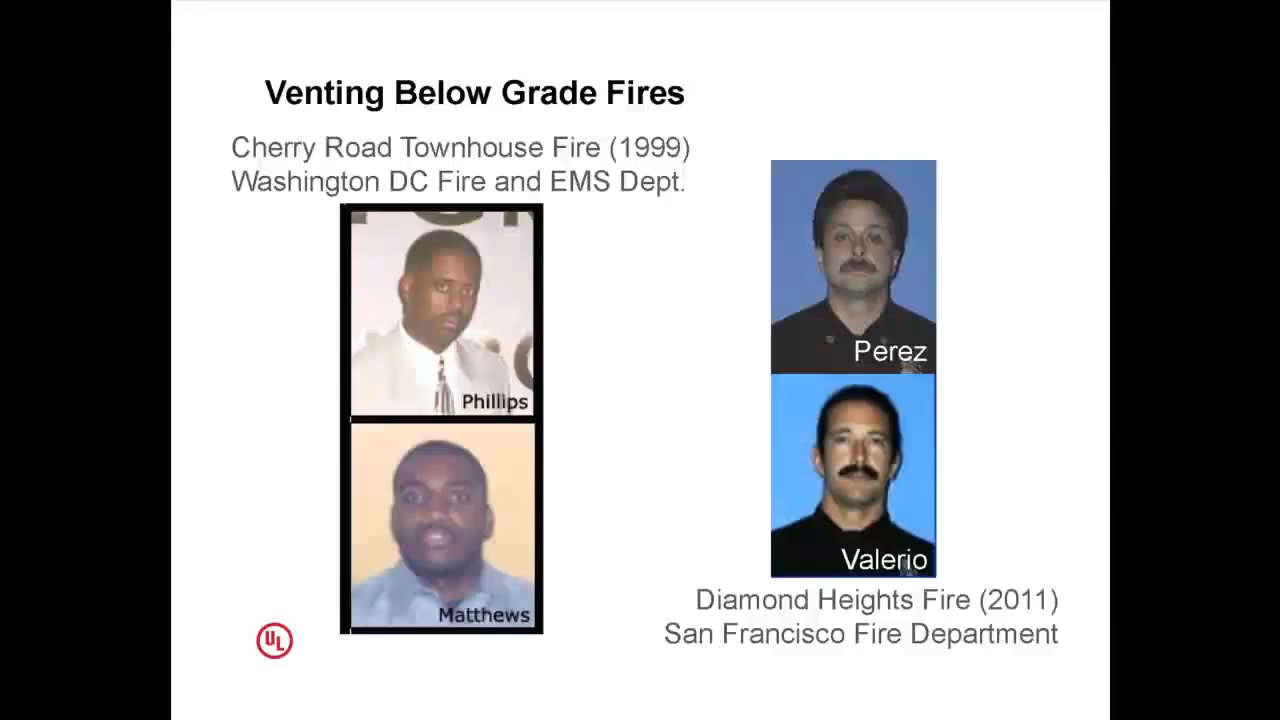 Venting Below Grade Fires
Cherry Road Townhouse Fire (1999)
Washington DC Fire and EMS Dept.
Phillips
Matthews
Perez
Valerio
Diamond Heights Fire (2011)
San Francisco Fire Department
UL